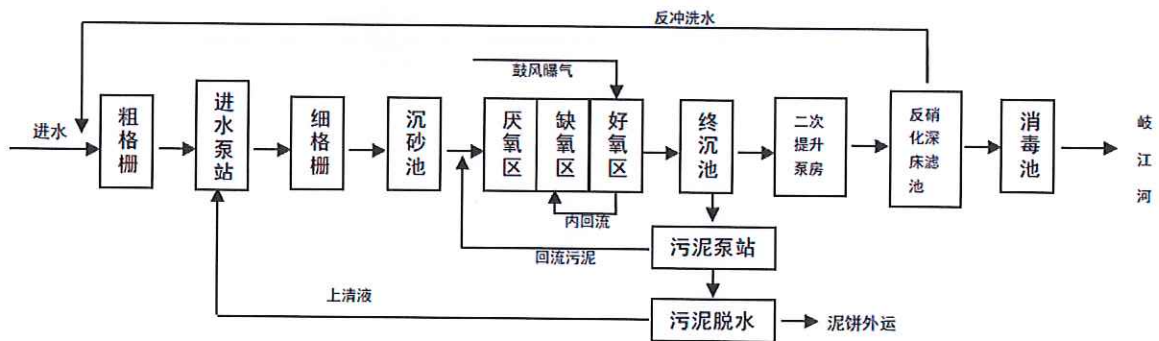 反冲洗水
鼓风曝气
进水
粗格栅
进水泵站
细格栅
沉砂池
厌氧区
缺氧区
好氧区
终沉池
二次
提升
泵房
反硝
化深
床滤
池
消毒池
岐
江
河
内回流
回流污泥
污泥泵站
上清液
污泥脱水
泥饼外运